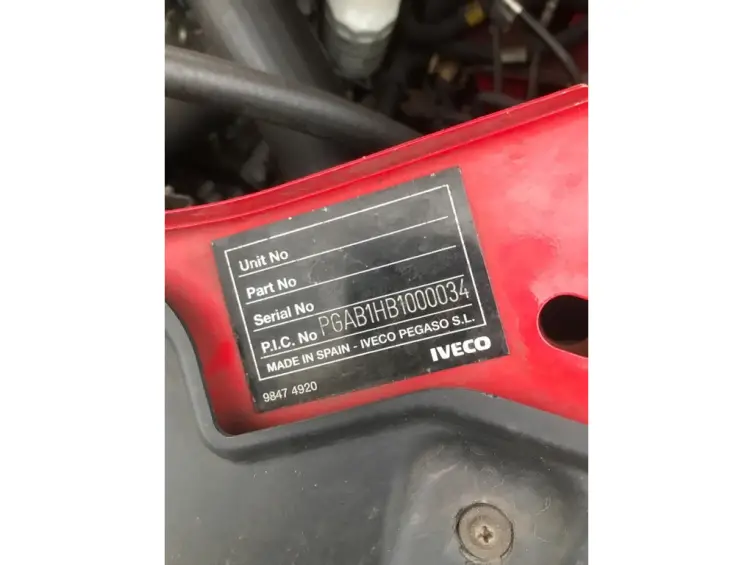 Unit No
Part No
Serial No
P.I.C. No PGAB1HB1000034
MADE IN SPAIN - IVECO PEGASO S.L.
IVECO
9847 4920